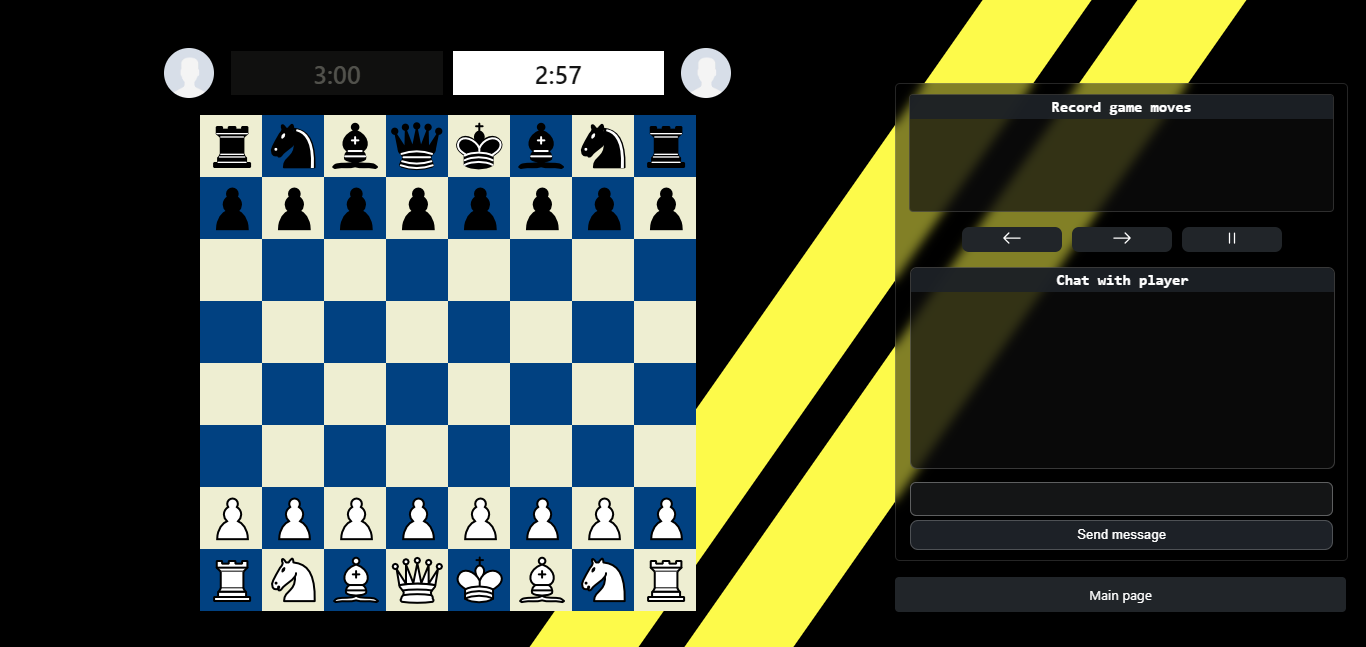 3:00
2:57
Record game moves
Chat with player
Send message
Main page